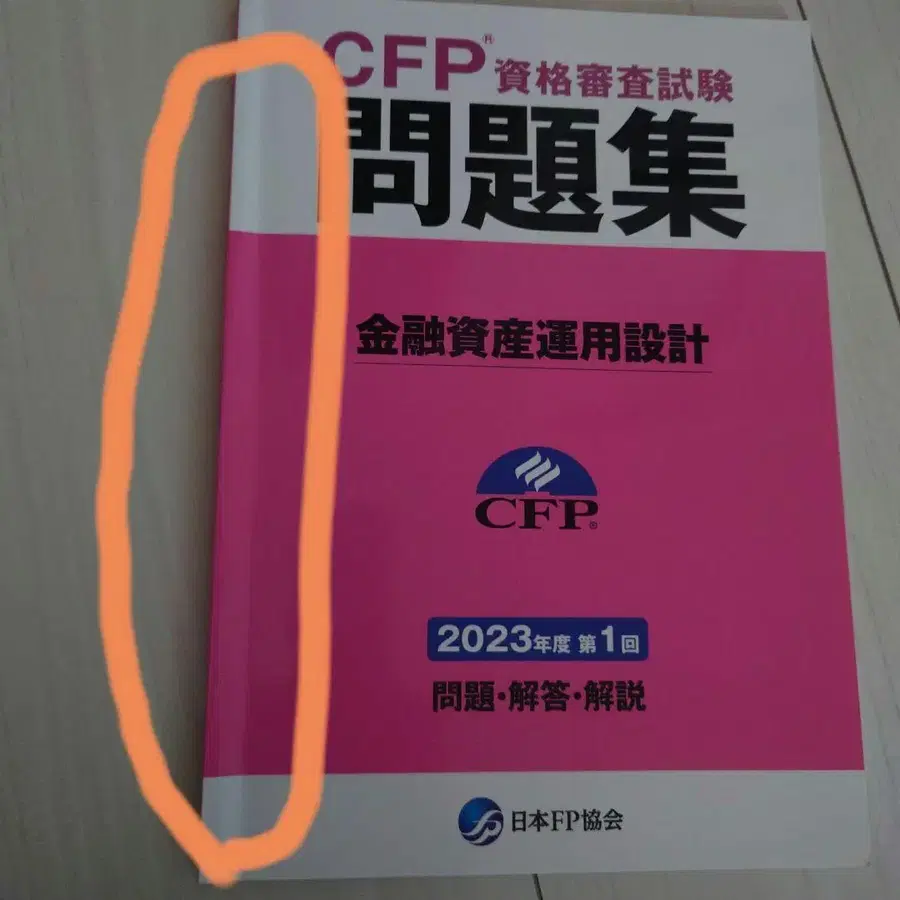 CFP® 資格審査試験
問題集
金融資産運用設計
CFP®
2023年度 第1回
問題・解答・解説
日本FP協会